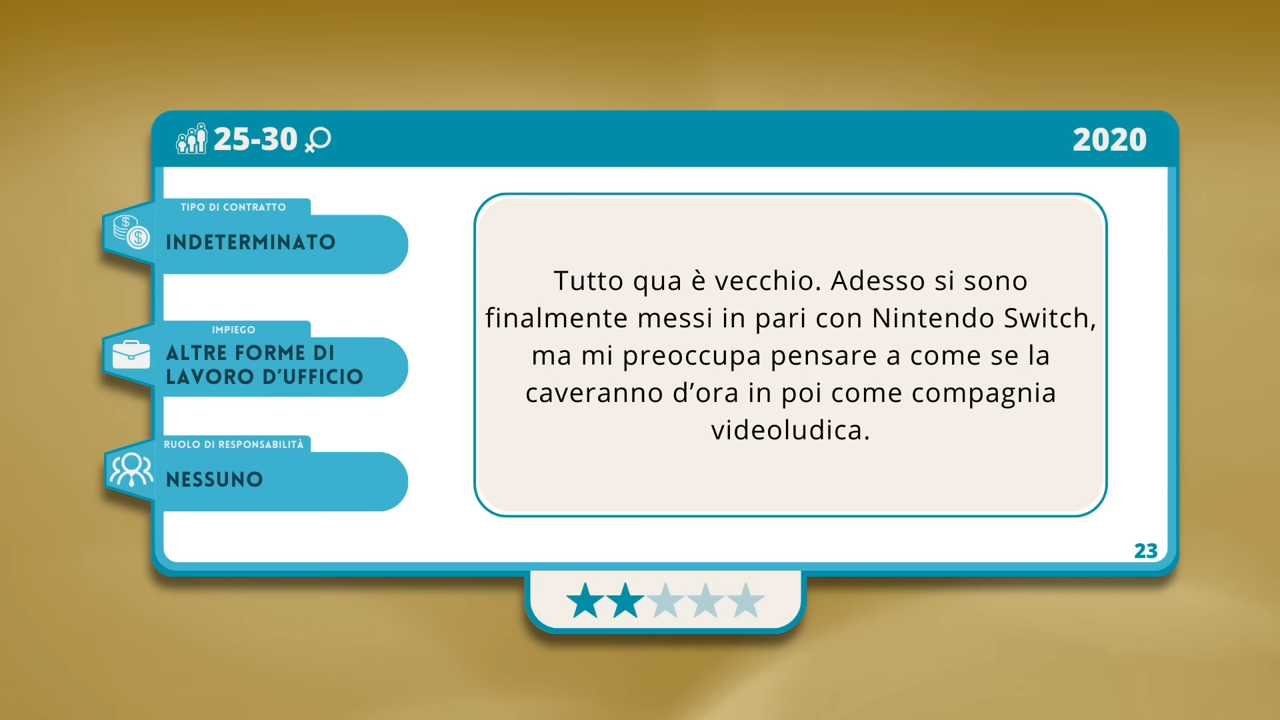 25-30
2020
TIPO DI CONTRATTO
INDETERMINATO
IMPIEGO
ALTRE FORME DI
LAVORO D'UFFICIO
RUOLO DI RESPONSABILITÀ
NESSUNO
Tutto qua è vecchio. Adesso si sono
finalmente messi in pari con Nintendo Switch,
ma mi preoccupa pensare a come se la
caveranno d’ora in poi come compagnia
videoludica.
23